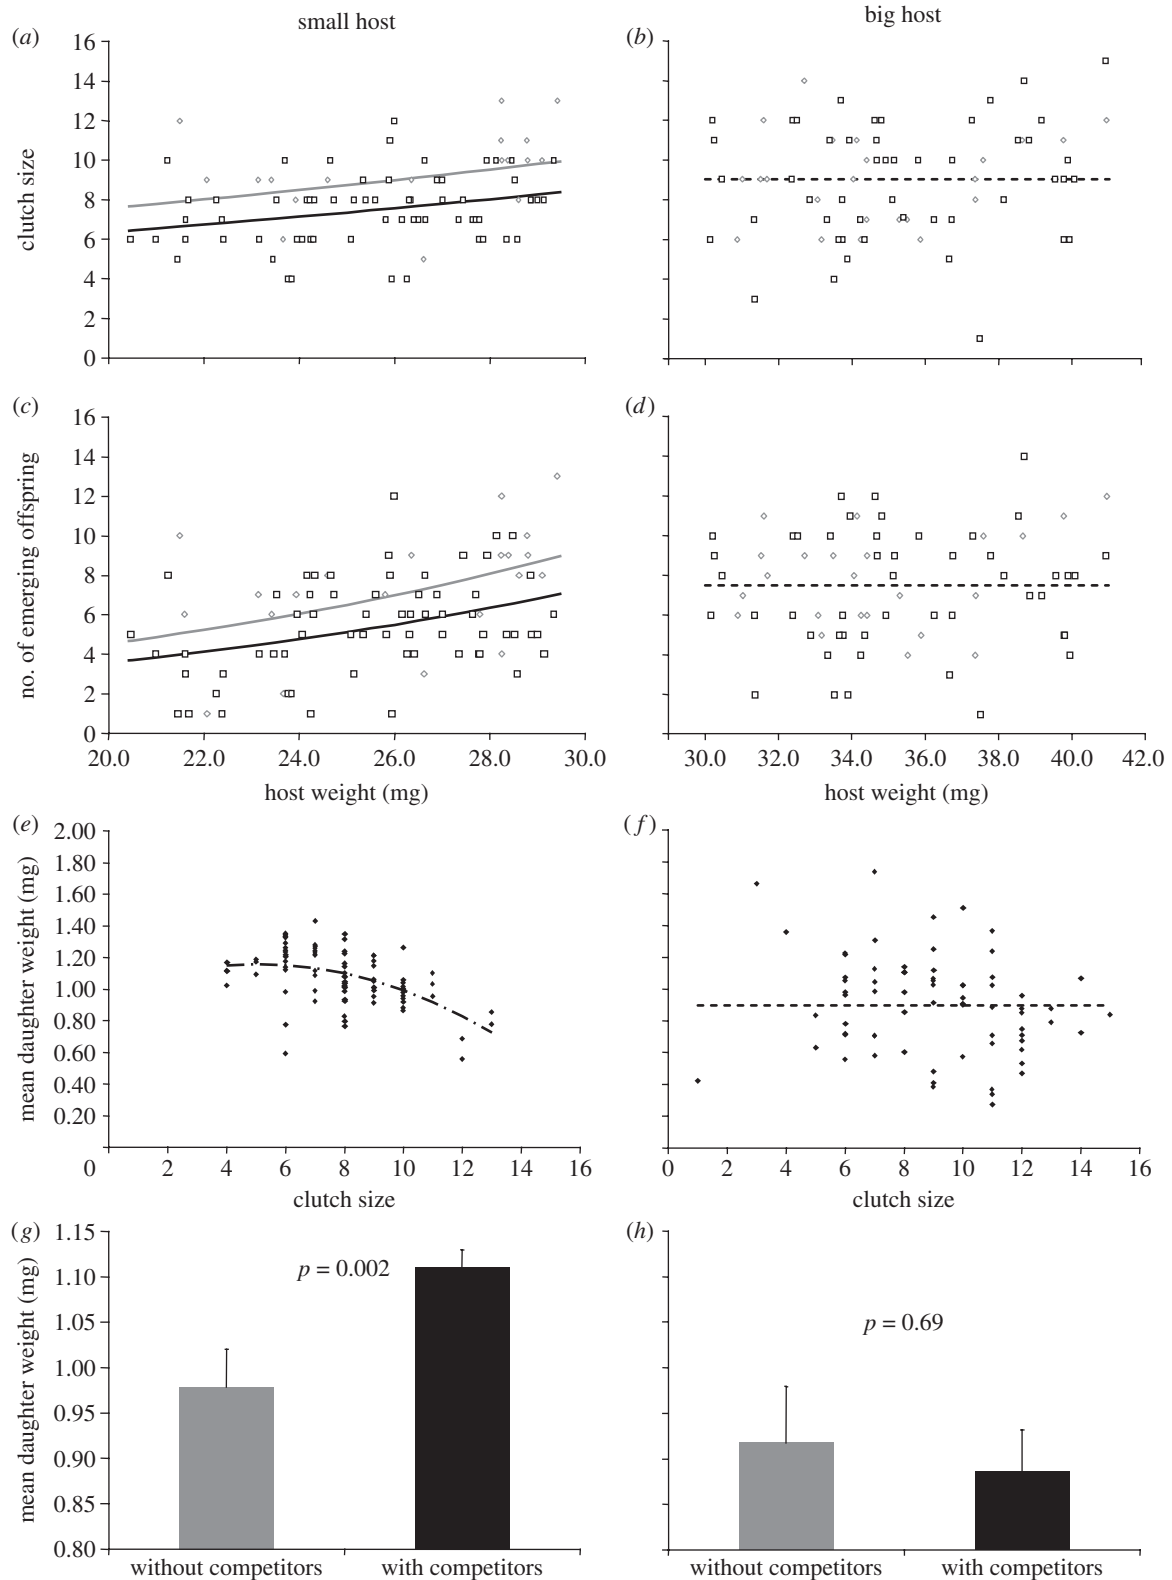 small host
big host
(a)
(b)
16
14
12
10
8
6
4
2
0
clutch size
(c)
(d)
16
14
12
10
8
6
4
2
0
no. of emerging offspring
20.0 22.0 24.0 26.0 28.0 30.0
30.0 32.0 34.0 36.0 38.0 40.0 42.0
host weight (mg)
host weight (mg)
(e)
(f)
2.00
1.80
1.60
1.40
1.20
1.00
0.80
0.60
0.40
0.20
mean daughter weight (mg)
0 2 4 6 8 10 12 14 16
0 2 4 6 8 10 12 14 16
clutch size
clutch size
(g)
(h)
1.15
1.10
1.05
1.00
0.95
0.90
0.85
0.80
mean daughter weight (mg)
p = 0.002
p = 0.69
without competitors with competitors
without competitors with competitors